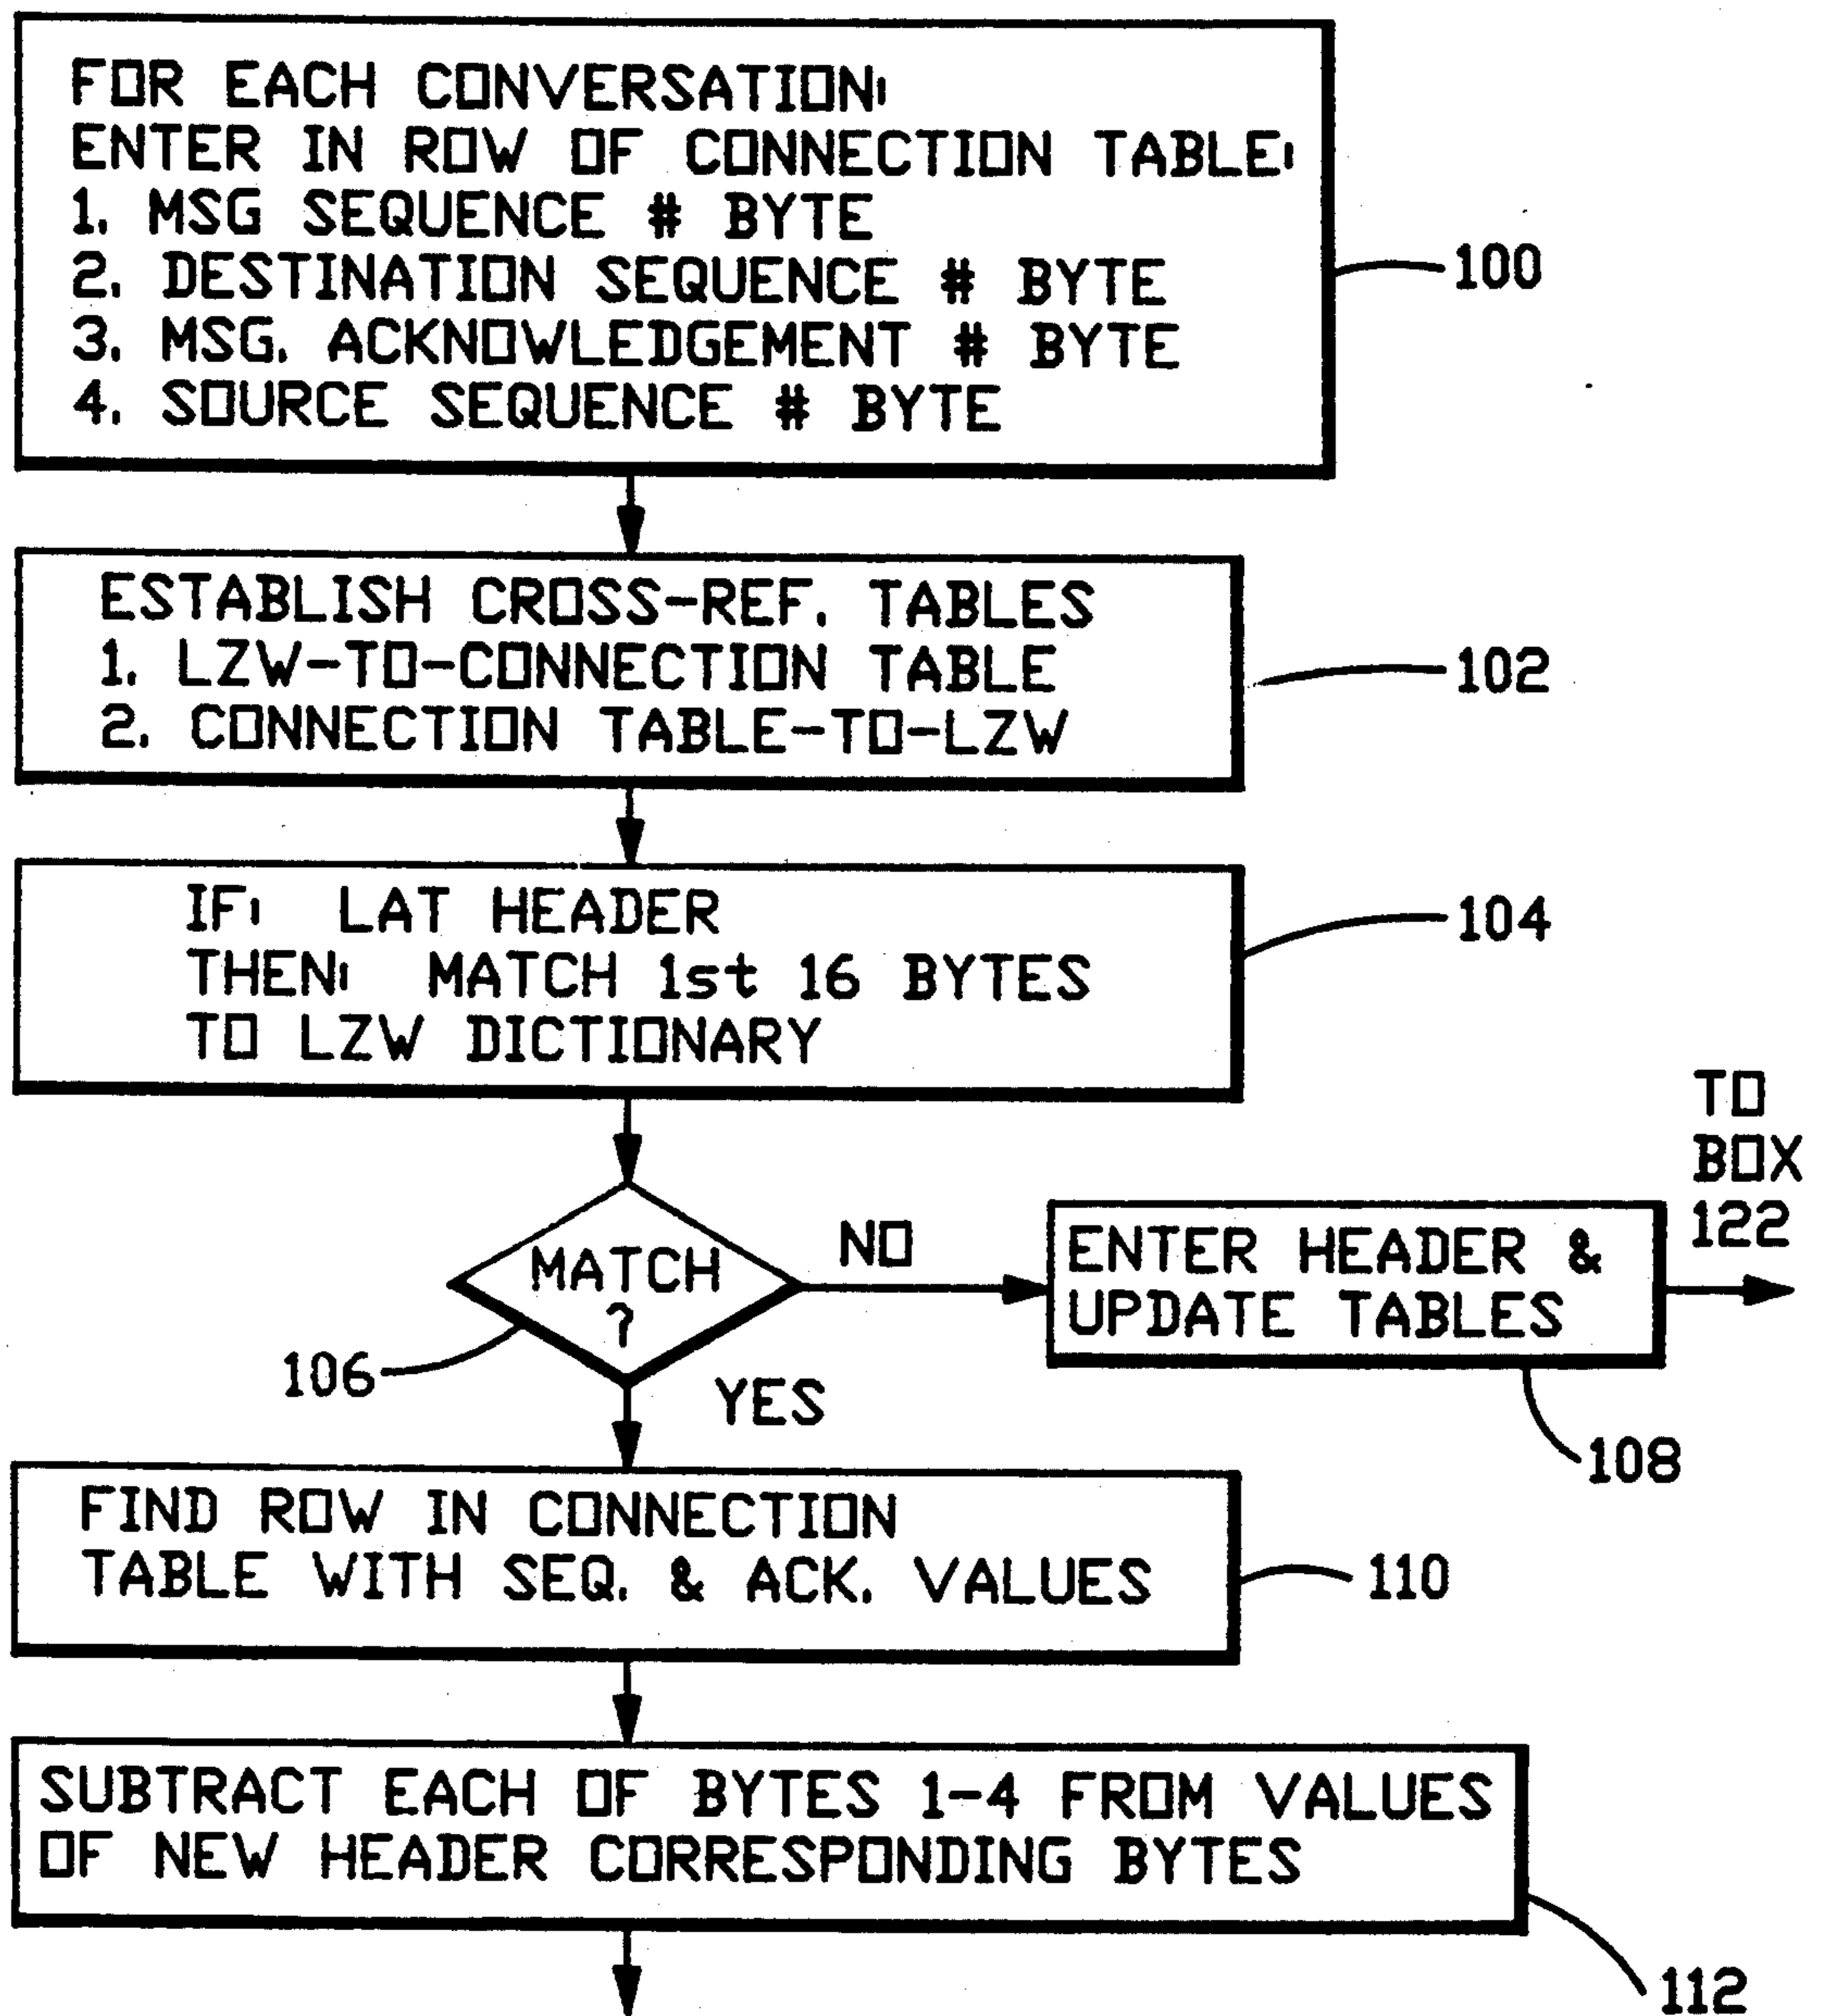 FOR EACH CONVERSATION:
ENTER IN ROW OF CONNECTION TABLE:
1. MSG SEQUENCE # BYTE
2. DESTINATION SEQUENCE # BYTE
3. MSG. ACKNOWLEDGEMENT # BYTE
4. SOURCE SEQUENCE # BYTE
100
ESTABLISH CROSS-REF. TABLES
1. LZW-TO-CONNECTION TABLE
2. CONNECTION TABLE-TO-LZW
102
IF: LAT HEADER
THEN: MATCH 1st 16 BYTES
TO LZW DICTIONARY
104
MATCH
?
106
NO
ENTER HEADER &
UPDATE TABLES
108
TO
BOX
122
YES
FIND ROW IN CONNECTION
TABLE WITH SEQ. & ACK. VALUES
110
SUBTRACT EACH OF BYTES 1-4 FROM VALUES
OF NEW HEADER CORRESPONDING BYTES
112